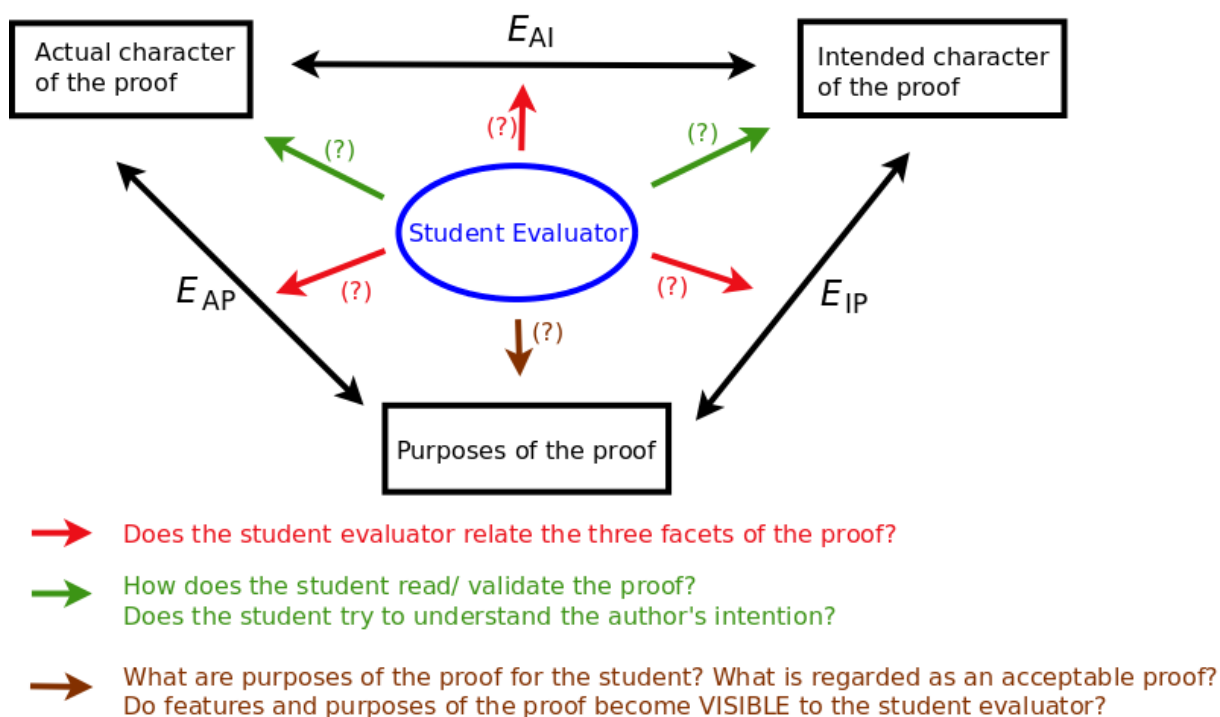 Actual character
of the proof
E_AI
Intended character
of the proof
(?)
(?)
(?)
Student Evaluator
(?)
(?)
E_AP
E_IP
(?)
Purposes of the proof
Does the student evaluator relate the three facets of the proof?
How does the student read/ validate the proof?
Does the student try to understand the author's intention?
What are purposes of the proof for the student? What is regarded as an acceptable proof?
Do features and purposes of the proof become VISIBLE to the student evaluator?